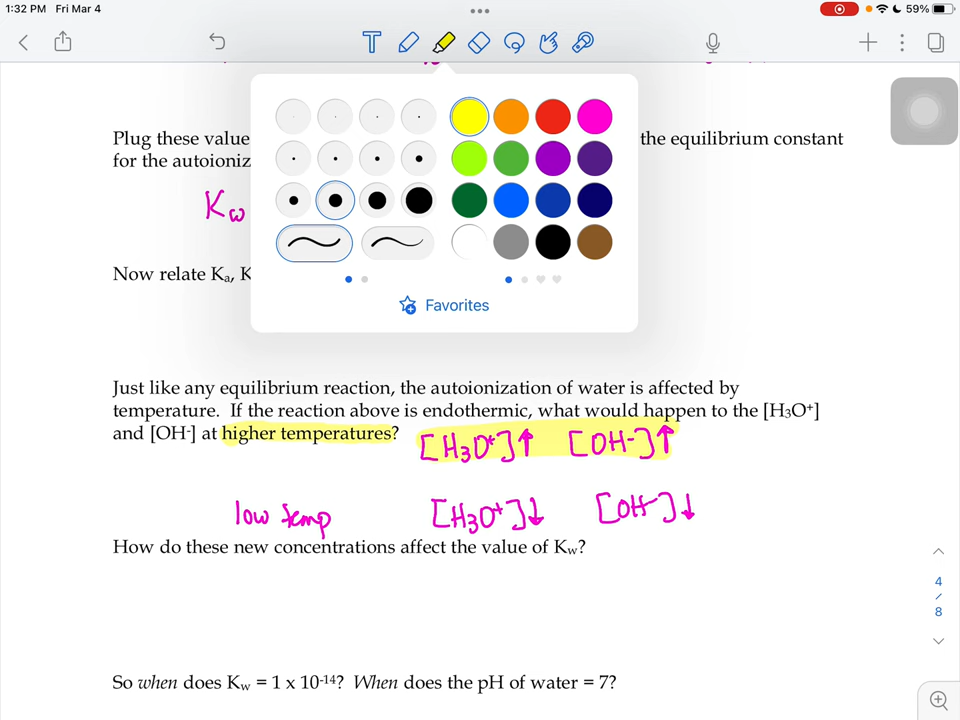 1:32 PM Fri Mar 4
59%
T
Plug these value the equilibrium constant
for the autoioniz
Kw
Now relate Ka, K
Favorites
Just like any equilibrium reaction, the autoionization of water is affected by
temperature. If the reaction above is endothermic, what would happen to the [H₃O⁺]
and [OH-] at higher temperatures?
[H₃O⁺]↑ [OH-]↑
low temp [H₃O⁺]↓ [OH-]↓
How do these new concentrations affect the value of Kw?
4
/
8
So when does Kw = 1 x 10-14? When does the pH of water = 7?